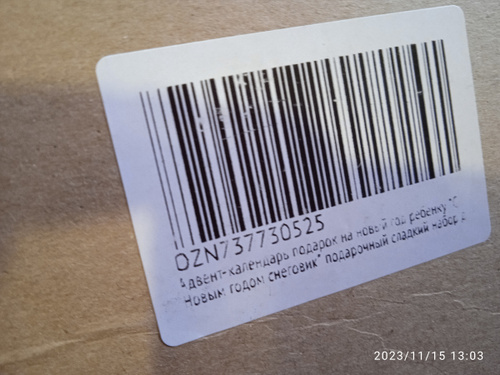 OZN737730525
Адвент-календарь подарок на новый год ребенку "С
Новым годом снеговик" подарочный сладкий набор д
2023/11/15 13:03